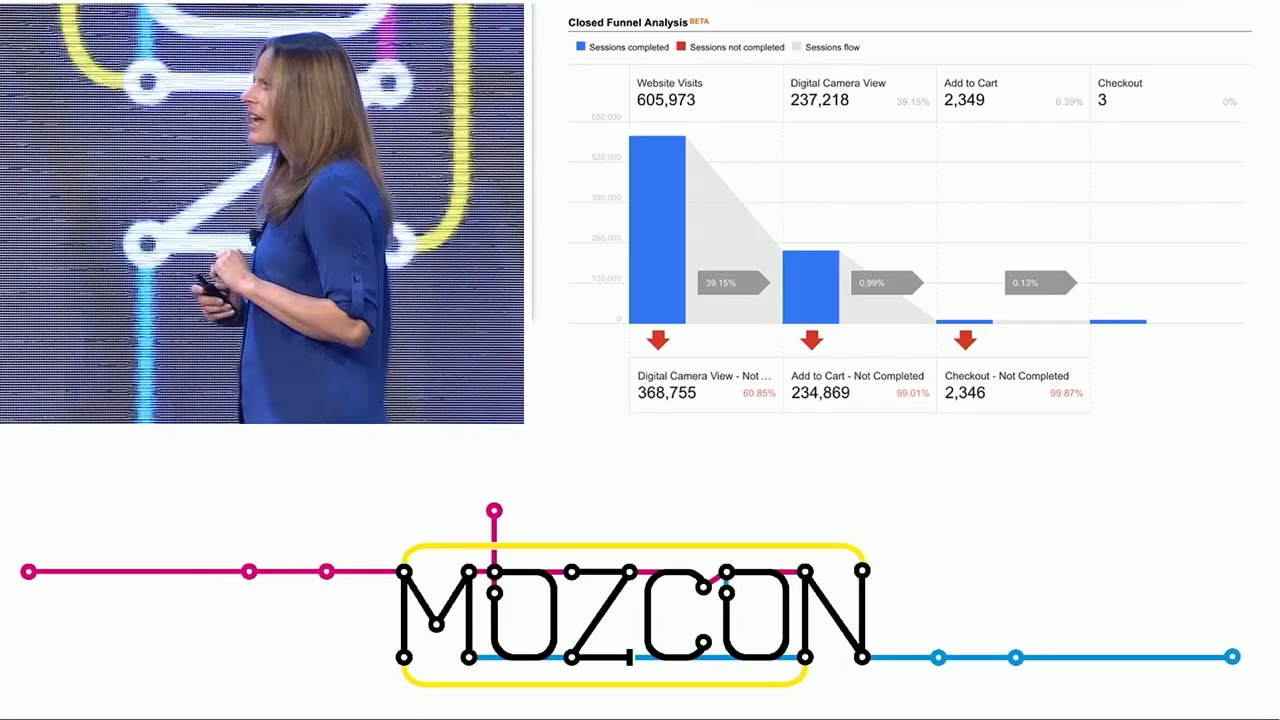 Closed Funnel Analysis BETA
Sessions completed Sessions not completed Sessions flow
Website Visits
605,973
Digital Camera View
237,218 39.15%
Add to Cart
2,349 0.39%
Checkout
3 0%
650,000
520,000
390,000
260,000
130,000
0
39.15%
0.99%
0.13%
Digital Camera View - Not ...
368,755 60.85%
Add to Cart - Not Completed
234,869 99.01%
Checkout - Not Completed
2,346 99.87%
MOZCON